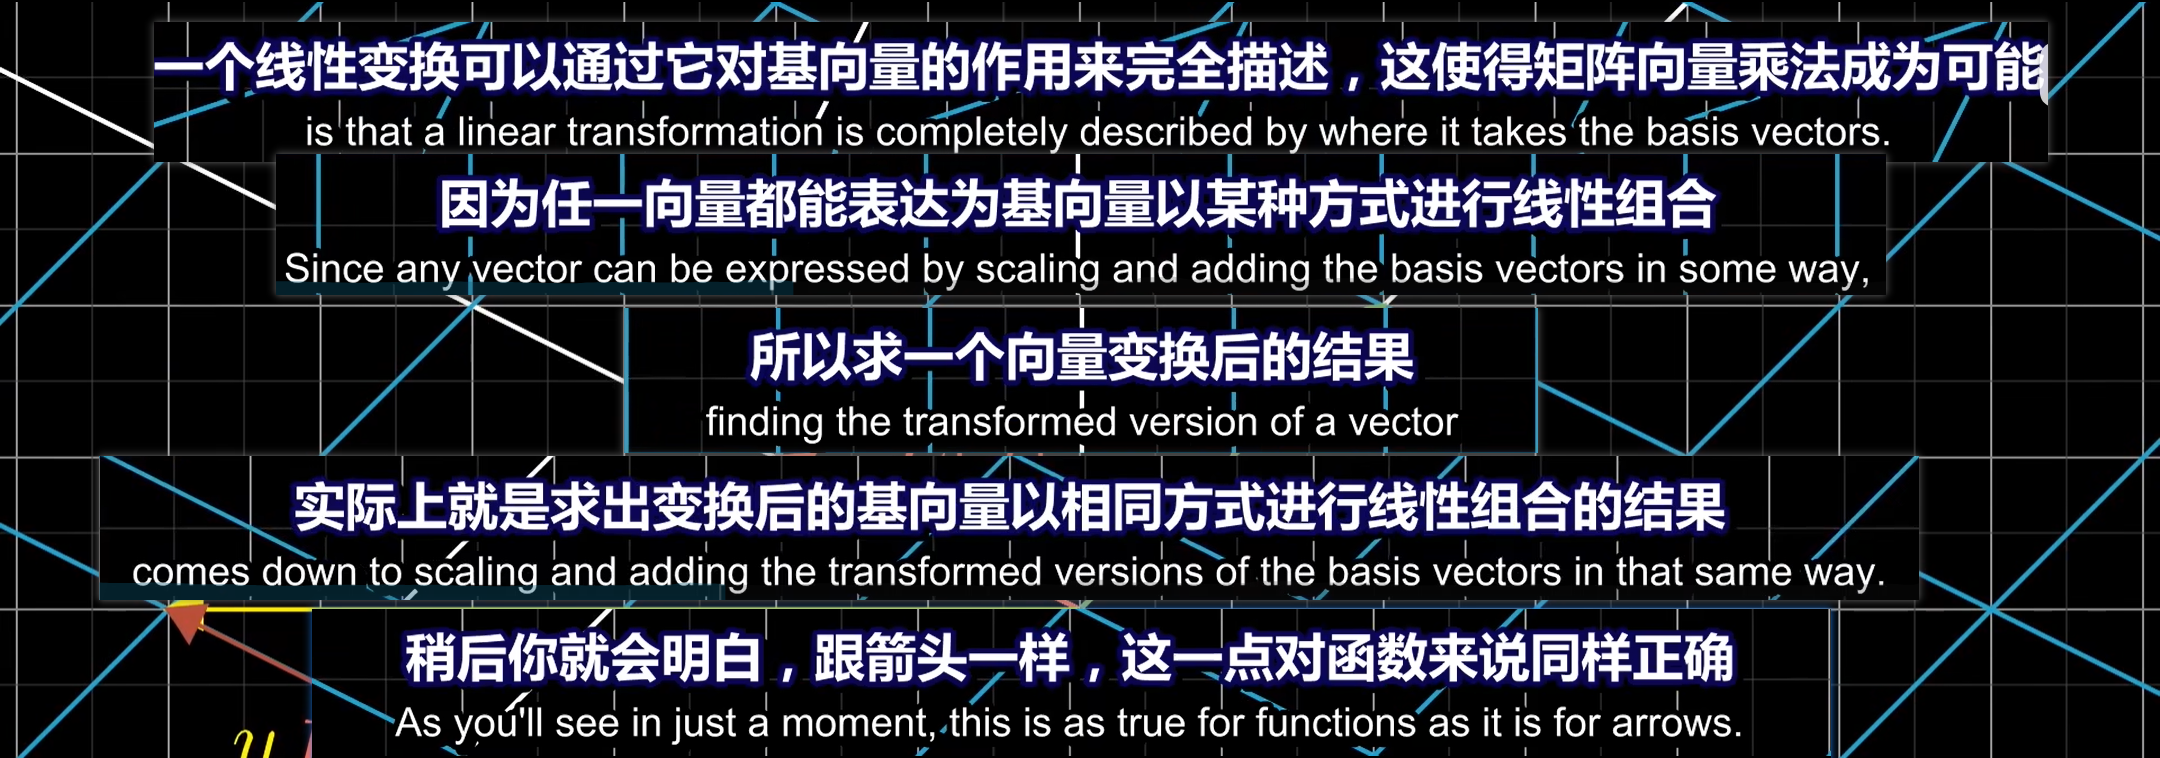 一个线性变换可以通过它对基向量的作用来完全描述，这使得矩阵向量乘法成为可能
is that a linear transformation is completely described by where it takes the basis vectors.
因为任一向量都能表达为基向量以某种方式进行线性组合
Since any vector can be expressed by scaling and adding the basis vectors in some way,
所以求一个向量变换后的结果
finding the transformed version of a vector
实际上就是求出变换后的基向量以相同方式进行线性组合的结果
comes down to scaling and adding the transformed versions of the basis vectors in that same way.
稍后你就会明白，跟箭头一样，这一点对函数来说同样正确
As you'll see in just a moment, this is as true for functions as it is for arrows.
y